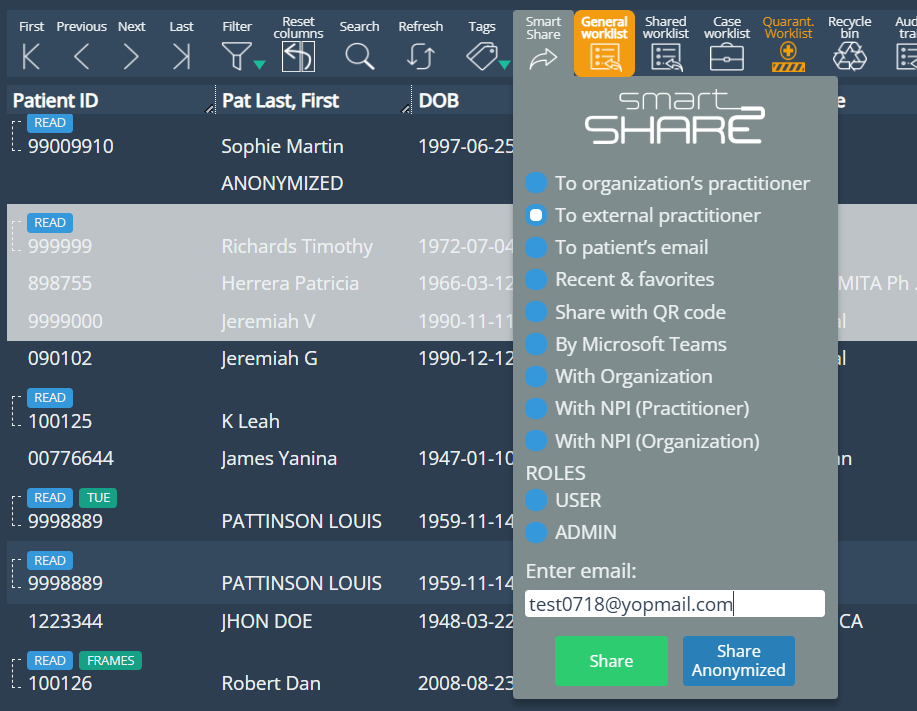 First Previous Next Last Filter Reset columns Search Refresh Tags Smart Share General worklist Shared worklist Case worklist Quarant. Worklist Recycle bin
Patient ID Pat Last, First DOB
READ
99009910 Sophie Martin 1997-06-25
ANONYMIZED
READ
999999 Richards Timothy 1972-07-04
898755 Herrera Patricia 1966-03-12 MITA Ph
9999000 Jeremiah V 1990-11-11
090102 Jeremiah G 1990-12-12
READ
100125 K Leah
00776644 James Yanina 1947-01-10
READ TUE
9998889 PATTINSON LOUIS 1959-11-14
READ
9998889 PATTINSON LOUIS 1959-11-14
1223344 JHON DOE 1948-03-22 CA
READ FRAMES
100126 Robert Dan 2008-08-23
smart
SHARE2
To organization’s practitioner
To external practitioner
To patient’s email
Recent & favorites
Share with QR code
By Microsoft Teams
With Organization
With NPI (Practitioner)
With NPI (Organization)
ROLES
USER
ADMIN
Enter email:
test0718@yopmail.com
Share
Share
Anonymized